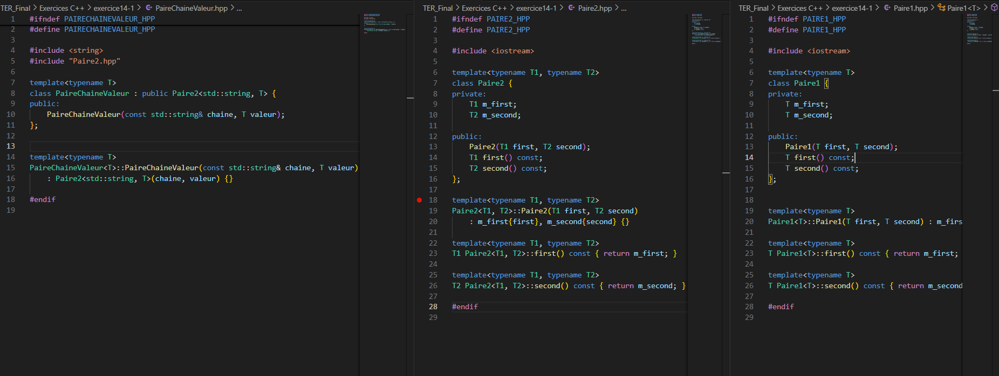 TER_Final > Exercices C++ > exercice14-1 > PaireChaineValeur.hpp > ...
1 #ifndef PAIRECHAINEVALEUR_HPP
2 #define PAIRECHAINEVALEUR_HPP
3
4 #include <string>
5 #include "Paire2.hpp"
6
7 template<typename T>
8 class PaireChaineValeur : public Paire2<std::string, T> {
9 public:
10 PaireChaineValeur(const std::string& chaine, T valeur);
11 };
12
13
14 template<typename T>
15 PaireChaineValeur<T>::PaireChaineValeur(const std::string& chaine, T valeur)
16 : Paire2<std::string, T>(chaine, valeur) {}
17
18 #endif
19
TER_Final > Exercices C++ > exercice14-1 > Paire2.hpp > ...
1 #ifndef PAIRE2_HPP
2 #define PAIRE2_HPP
3
4 #include <iostream>
5
6 template<typename T1, typename T2>
7 class Paire2 {
8 private:
9 T1 m_first;
10 T2 m_second;
11
12 public:
13 Paire2(T1 first, T2 second);
14 T1 first() const;
15 T2 second() const;
16 };
17
18 template<typename T1, typename T2>
19 Paire2<T1, T2>::Paire2(T1 first, T2 second)
20 : m_first{first}, m_second{second} {}
21
22 template<typename T1, typename T2>
23 T1 Paire2<T1, T2>::first() const { return m_first; }
24
25 template<typename T1, typename T2>
26 T2 Paire2<T1, T2>::second() const { return m_second; }
27
28 #endif
29
TER_Final > Exercices C++ > exercice14-1 > Paire1.hpp > Paire1<T> >
1 #ifndef PAIRE1_HPP
2 #define PAIRE1_HPP
3
4 #include <iostream>
5
6 template<typename T>
7 class Paire1 {
8 private:
9 T m_first;
10 T m_second;
11
12 public:
13 Paire1(T first, T second);
14 T first() const;
15 T second() const;
16 };
17
18
19 template<typename T>
20 Paire1<T>::Paire1(T first, T second) : m_firs
21
22 template<typename T>
23 T Paire1<T>::first() const { return m_first;
24
25 template<typename T>
26 T Paire1<T>::second() const { return m_second
27
28 #endif
29